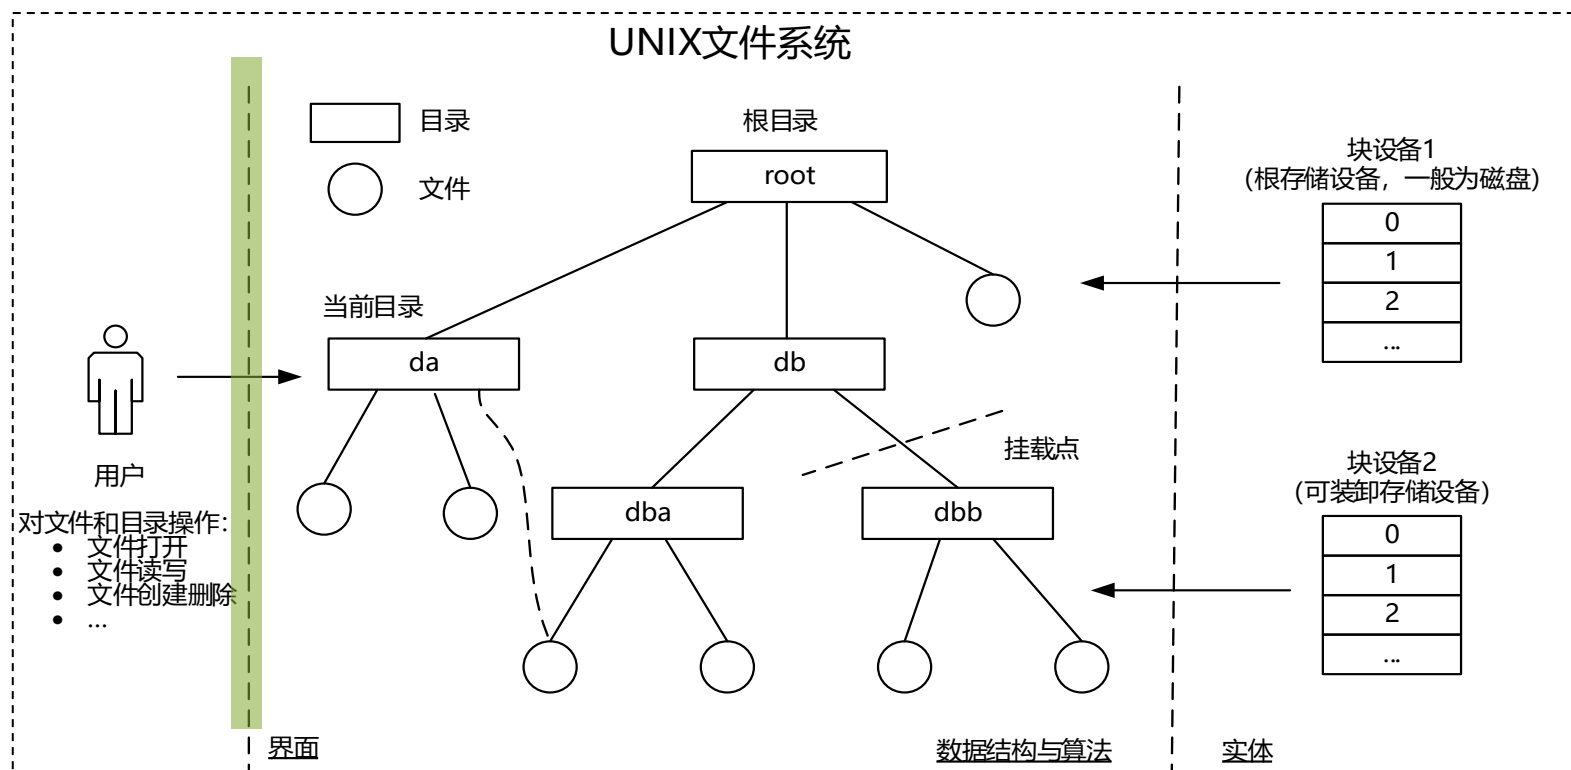 UNIX文件系统
目录
文件
根目录
root
块设备1
(根存储设备，一般为磁盘)
0
1
2
...
当前目录
da
db
挂载点
用户
对文件和目录操作：
• 文件打开
• 文件读写
• 文件创建删除
• ...
dba
dbb
块设备2
(可装卸存储设备)
0
1
2
...
界面
数据结构与算法
实体